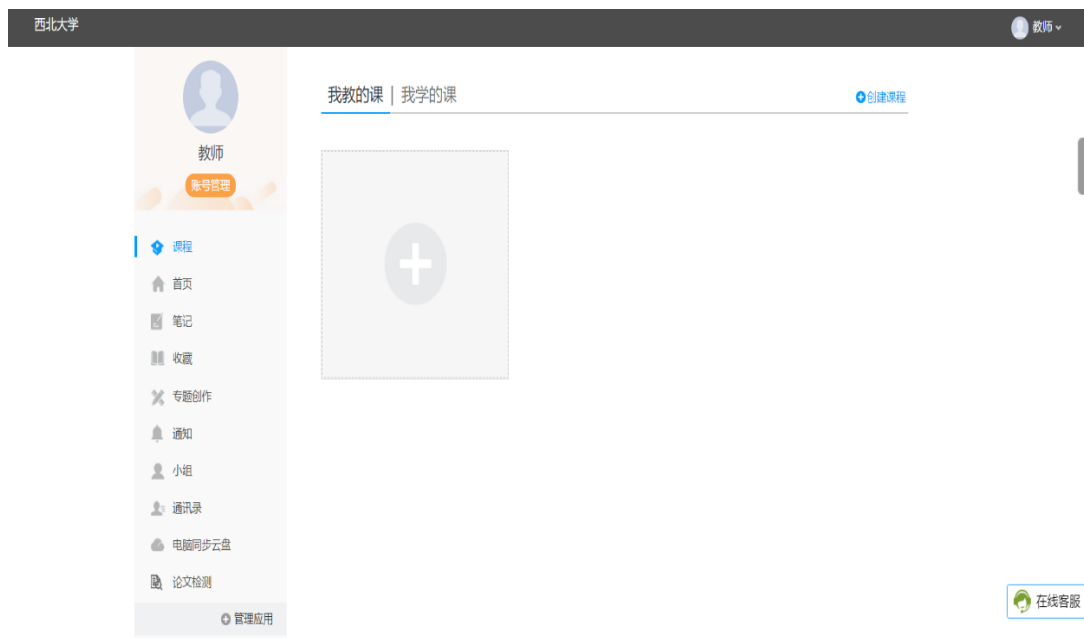 西北大学
教师
教师
账号管理
课程
首页
笔记
收藏
专题创作
通知
小组
通讯录
电脑同步云盘
论文检测
管理应用
我教的课 | 我学的课
创建课程
在线客服